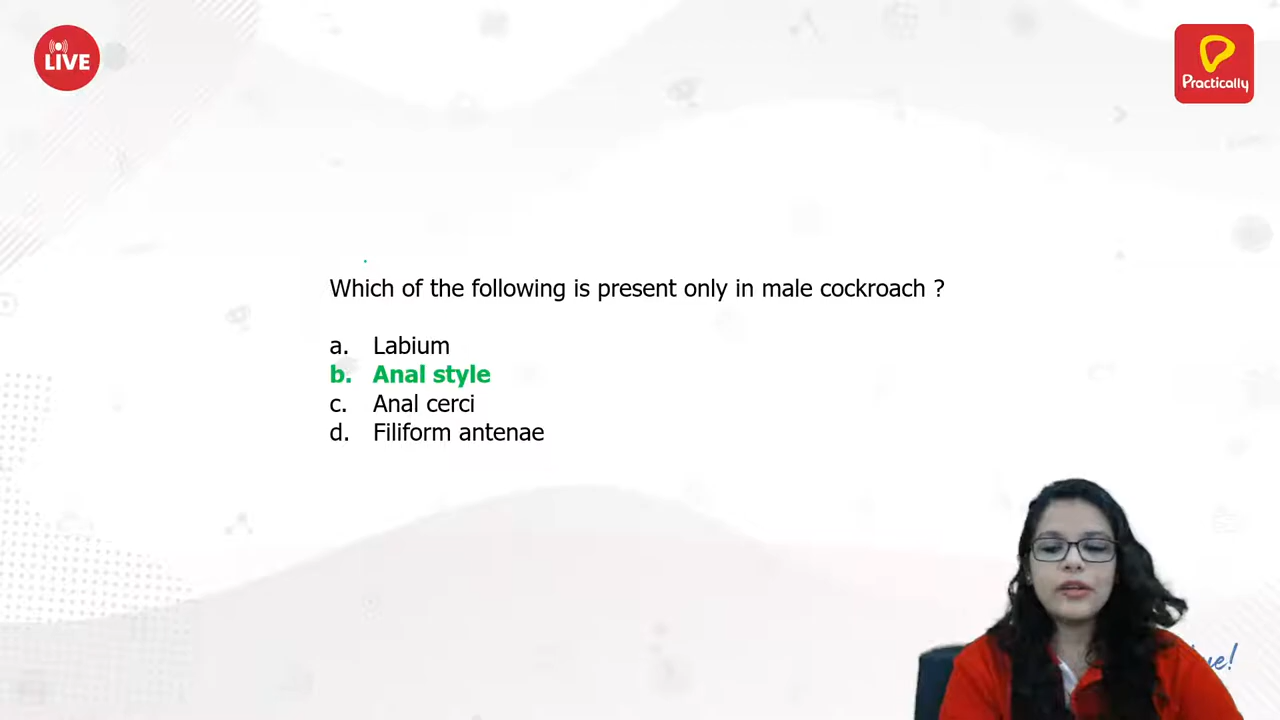 LIVE
Practically
Which of the following is present only in male cockroach ?
a. Labium
b. Anal style
c. Anal cerci
d. Filiform antenae